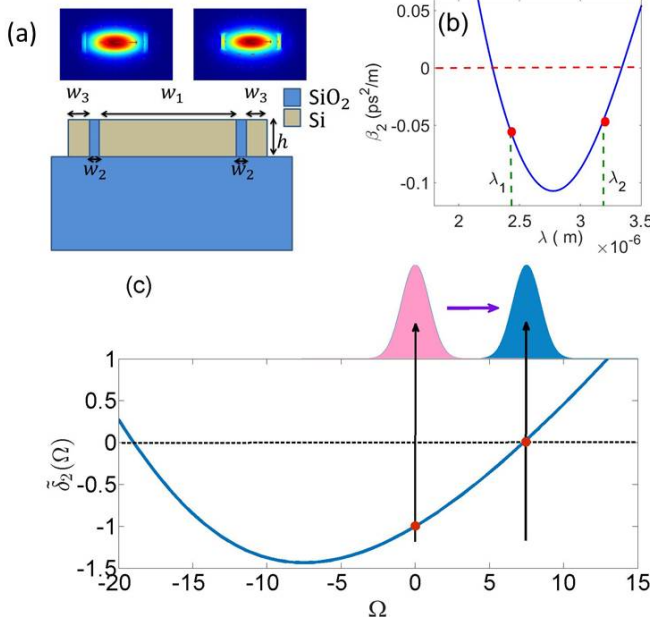 (a)
w₃ w₁ w₃
SiO₂
Si
h
w₂ w₂
(b)
β₂ (ps²/m)
0.05
0
-0.05
-0.1
λ₁ λ₂
2 2.5 3 3.5
λ ( m) ×10⁻⁶
(c)
δ̃₂(Ω)
1
0.5
0
-0.5
-1
-1.5
-20 -15 -10 -5 0 5 10 15
Ω